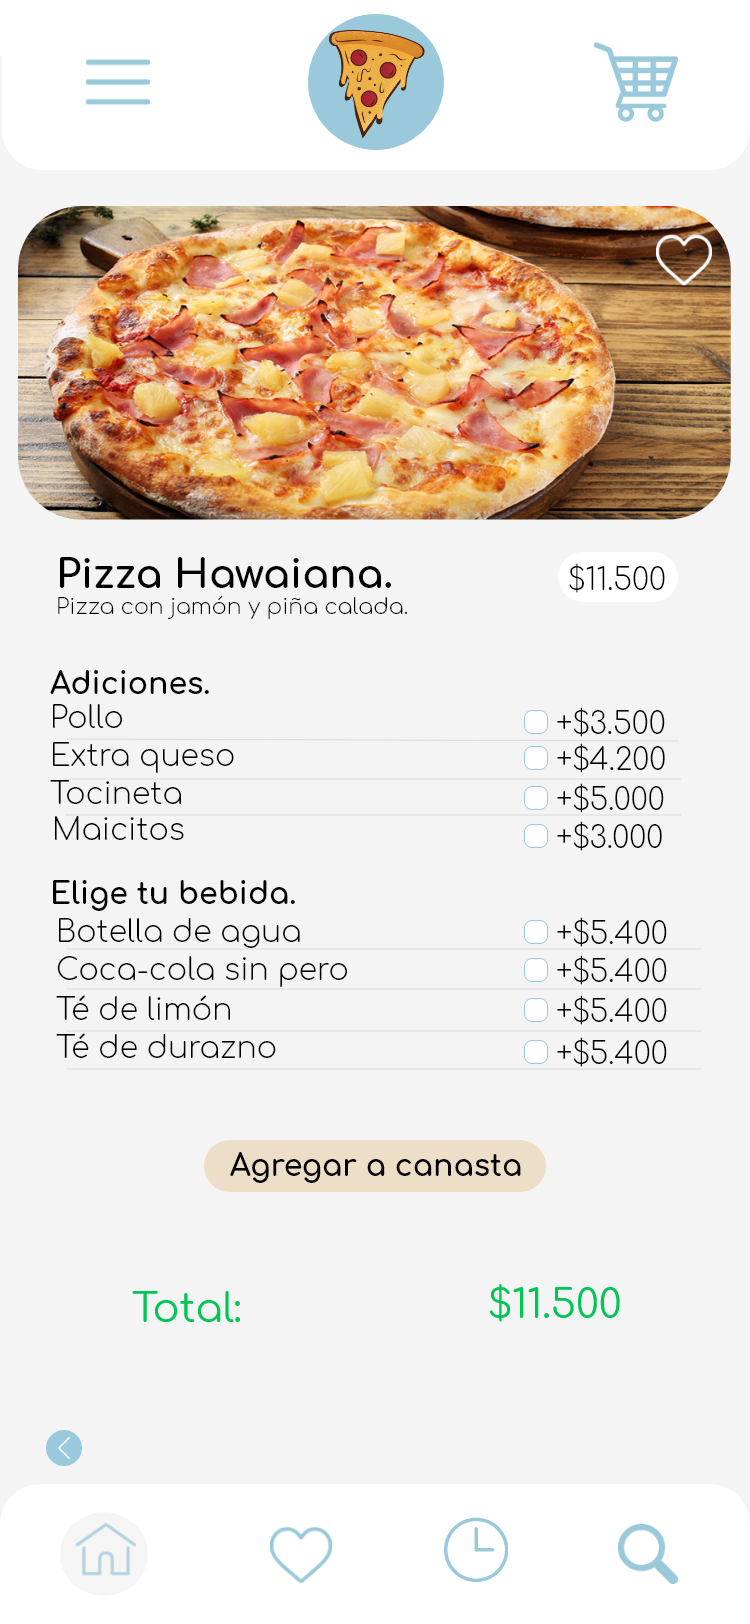 Pizza Hawaiana. $11.500
Pizza con jamón y piña calada.
Adiciones.
Pollo +$3.500
Extra queso +$4.200
Tocineta +$5.000
Maicitos +$3.000
Elige tu bebida.
Botella de agua +$5.400
Coca-cola sin pero +$5.400
Té de limón +$5.400
Té de durazno +$5.400
Agregar a canasta
Total: $11.500